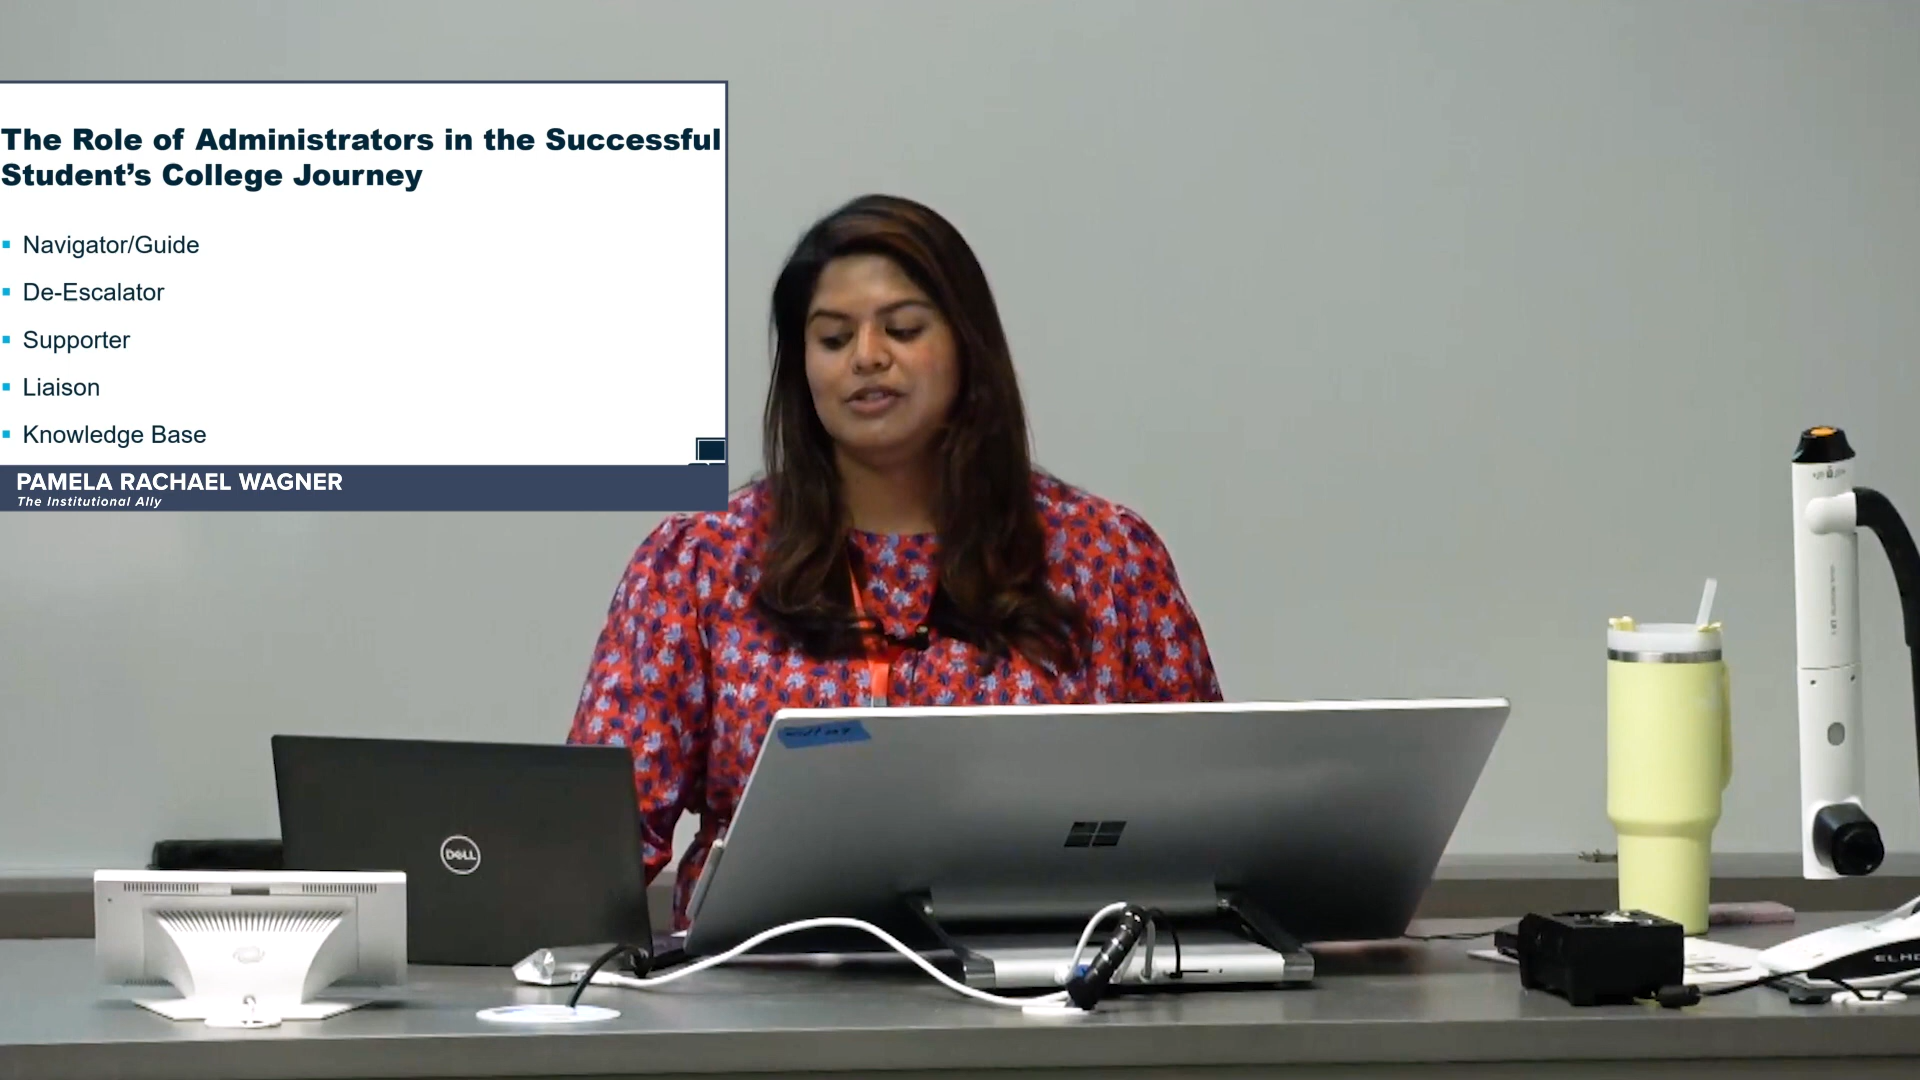 The Role of Administrators in the Successful
Student’s College Journey
Navigator/Guide
De-Escalator
Supporter
Liaison
Knowledge Base
PAMELA RACHAEL WAGNER
The Institutional Ally
DELL